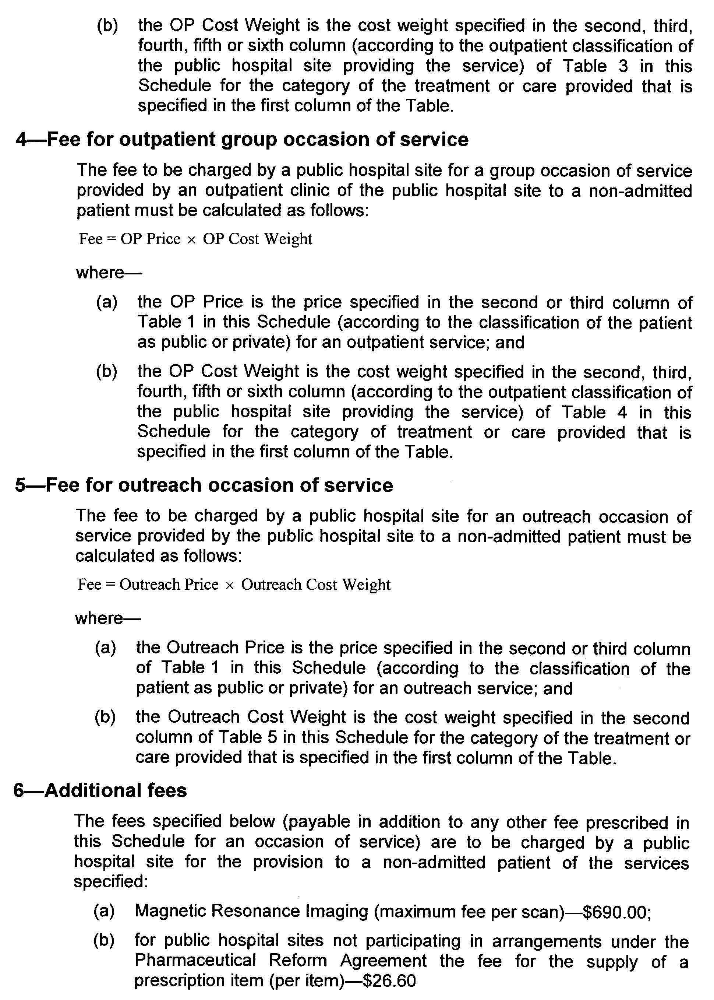 (b) the OP Cost Weight is the cost weight specified in the second, third,
fourth, fifth or sixth column (according to the outpatient classification of
the public hospital site providing the service) of Table 3 in this
Schedule for the category of the treatment or care provided that is
specified in the first column of the Table.
4—Fee for outpatient group occasion of service
The fee to be charged by a public hospital site for a group occasion of service
provided by an outpatient clinic of the public hospital site to a non-admitted
patient must be calculated as follows:
Fee = OP Price × OP Cost Weight
where—
(a) the OP Price is the price specified in the second or third column of
Table 1 in this Schedule (according to the classification of the patient
as public or private) for an outpatient service; and
(b) the OP Cost Weight is the cost weight specified in the second, third,
fourth, fifth or sixth column (according to the outpatient classification of
the public hospital site providing the service) of Table 4 in this
Schedule for the category of treatment or care provided that is
specified in the first column of the Table.
5—Fee for outreach occasion of service
The fee to be charged by a public hospital site for an outreach occasion of
service provided by the public hospital site to a non-admitted patient must be
calculated as follows:
Fee = Outreach Price × Outreach Cost Weight
where—
(a) the Outreach Price is the price specified in the second or third column
of Table 1 in this Schedule (according to the classification of the
patient as public or private) for an outreach service; and
(b) the Outreach Cost Weight is the cost weight specified in the second
column of Table 5 in this Schedule for the category of the treatment or
care provided that is specified in the first column of the Table.
6—Additional fees
The fees specified below (payable in addition to any other fee prescribed in
this Schedule for an occasion of service) are to be charged by a public
hospital site for the provision to a non-admitted patient of the services
specified:
(a) Magnetic Resonance Imaging (maximum fee per scan)—$690.00;
(b) for public hospital sites not participating in arrangements under the
Pharmaceutical Reform Agreement the fee for the supply of a
prescription item (per item)—$26.60